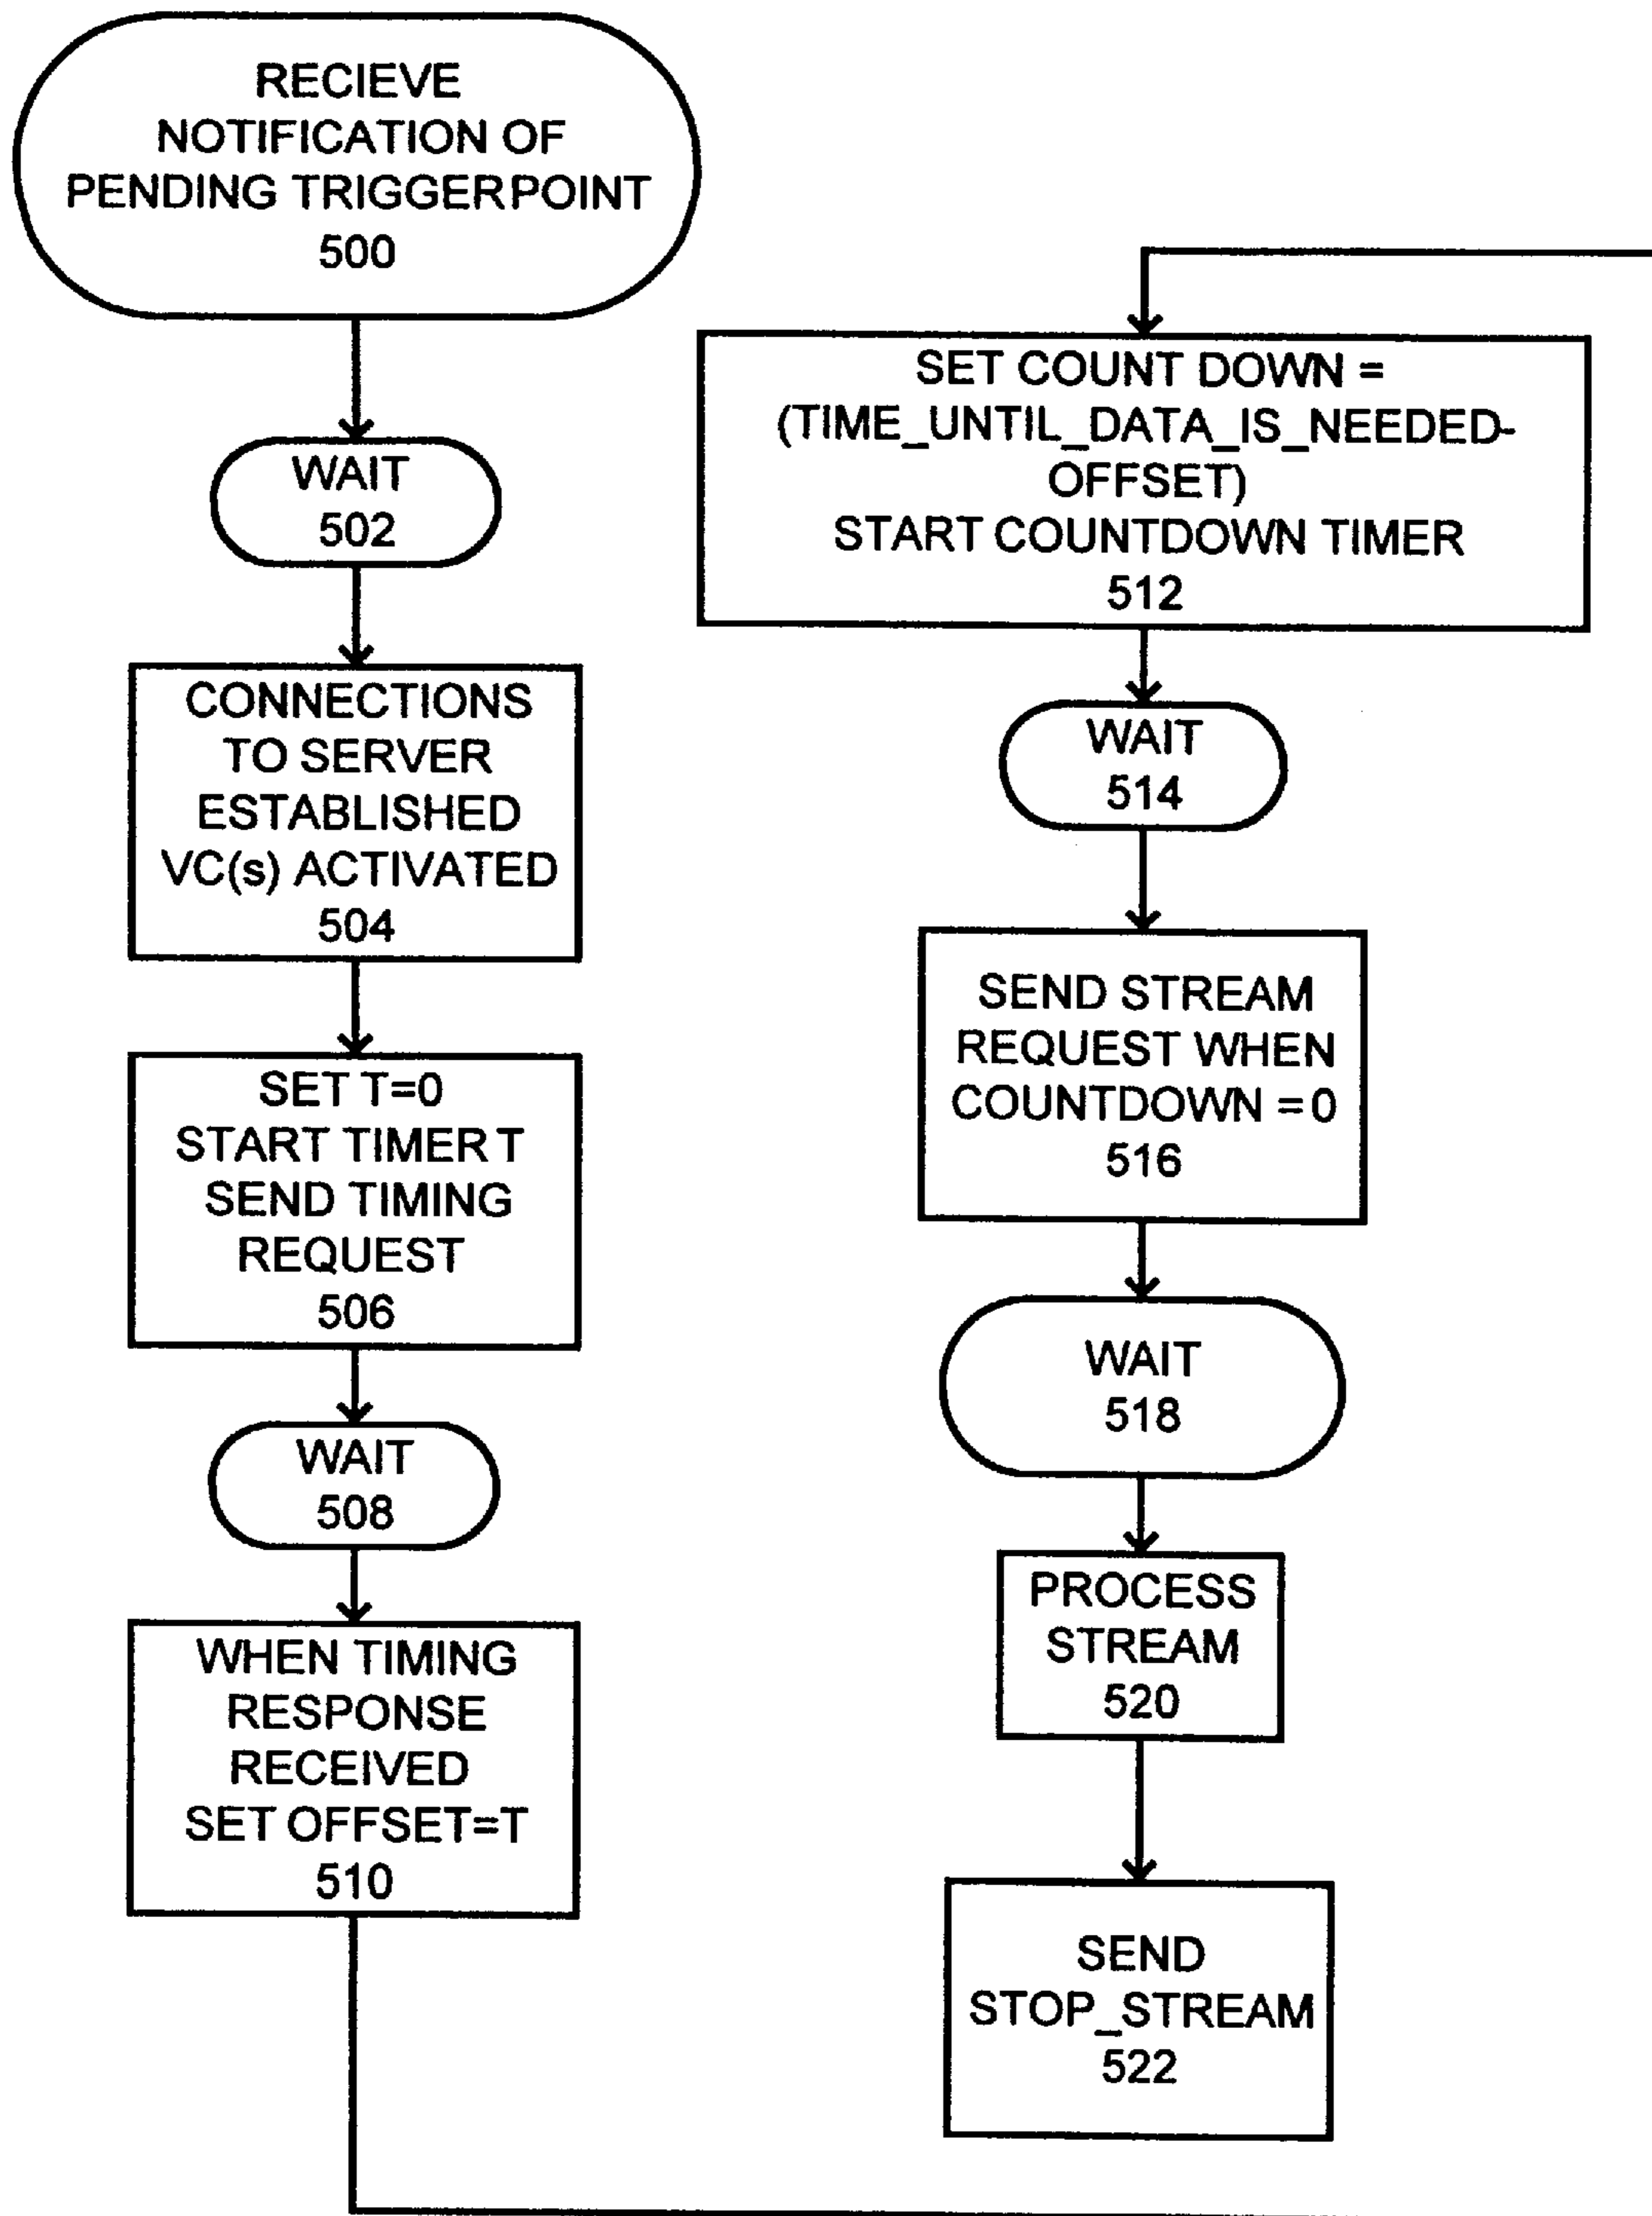 RECIEVE
NOTIFICATION OF
PENDING TRIGGERPOINT
500
WAIT
502
CONNECTIONS
TO SERVER
ESTABLISHED
VC(s) ACTIVATED
504
SET T=0
START TIMER T
SEND TIMING
REQUEST
506
WAIT
508
WHEN TIMING
RESPONSE
RECEIVED
SET OFFSET=T
510
SET COUNT DOWN =
(TIME_UNTIL_DATA_IS_NEEDED-
OFFSET)
START COUNTDOWN TIMER
512
WAIT
514
SEND STREAM
REQUEST WHEN
COUNTDOWN =0
516
WAIT
518
PROCESS
STREAM
520
SEND
STOP_STREAM
522